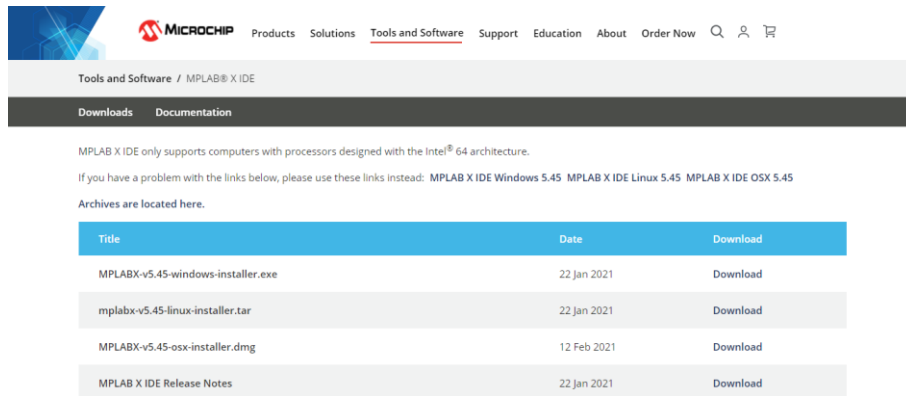 MICROCHIP Products Solutions Tools and Software Support Education About Order Now
Tools and Software / MPLAB® X IDE
Downloads Documentation
MPLAB X IDE only supports computers with processors designed with the Intel® 64 architecture.
If you have a problem with the links below, please use these links instead: MPLAB X IDE Windows 5.45 MPLAB X IDE Linux 5.45 MPLAB X IDE OSX 5.45
Archives are located here.
Title Date Download
MPLABX-v5.45-windows-installer.exe 22 Jan 2021 Download
mplabx-v5.45-linux-installer.tar 22 Jan 2021 Download
MPLABX-v5.45-osx-installer.dmg 12 Feb 2021 Download
MPLAB X IDE Release Notes 22 Jan 2021 Download